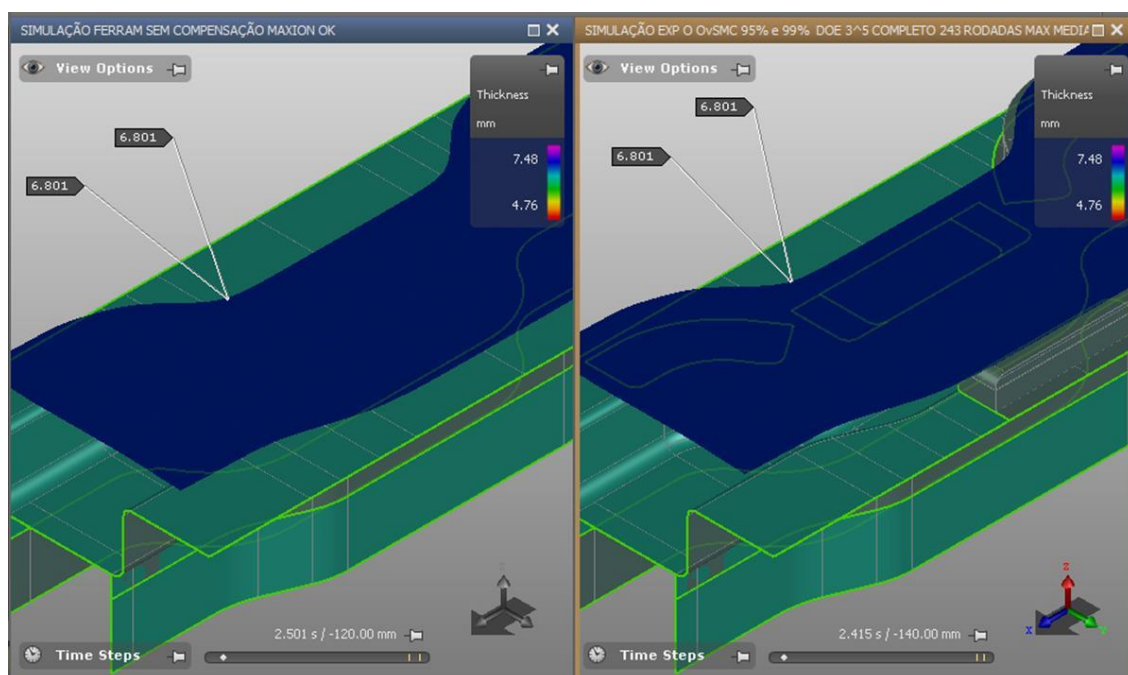 SIMULAÇÃO FERRAM SEM COMPENSAÇÃO MAXION OK
View Options
Thickness
mm
7.48
4.76
6.801
6.801
2.501 s / -120.00 mm
Time Steps
SIMULAÇÃO EXP O OvSMC 95% e 99% DOE 3^5 COMPLETO 243 RODADAS MAX MEDIA
View Options
Thickness
mm
7.48
4.76
6.801
6.801
2.415 s / -140.00 mm
Time Steps
z
x